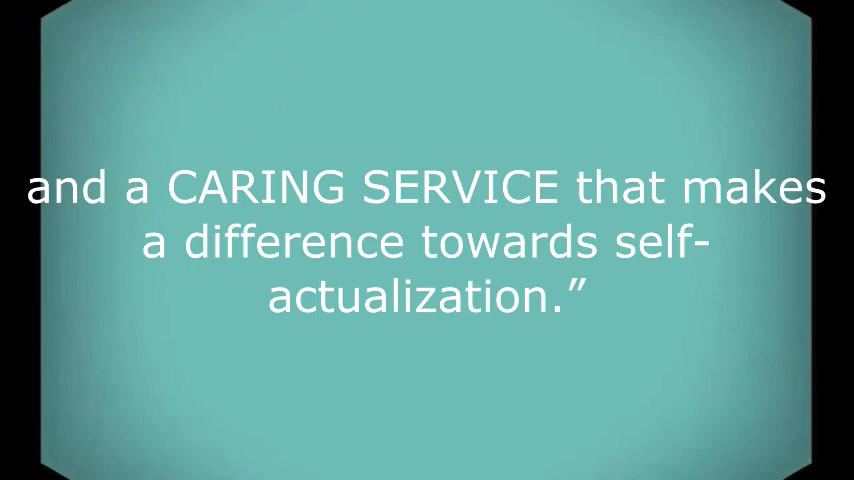 and a CARING SERVICE that makes
a difference towards self-
actualization.”